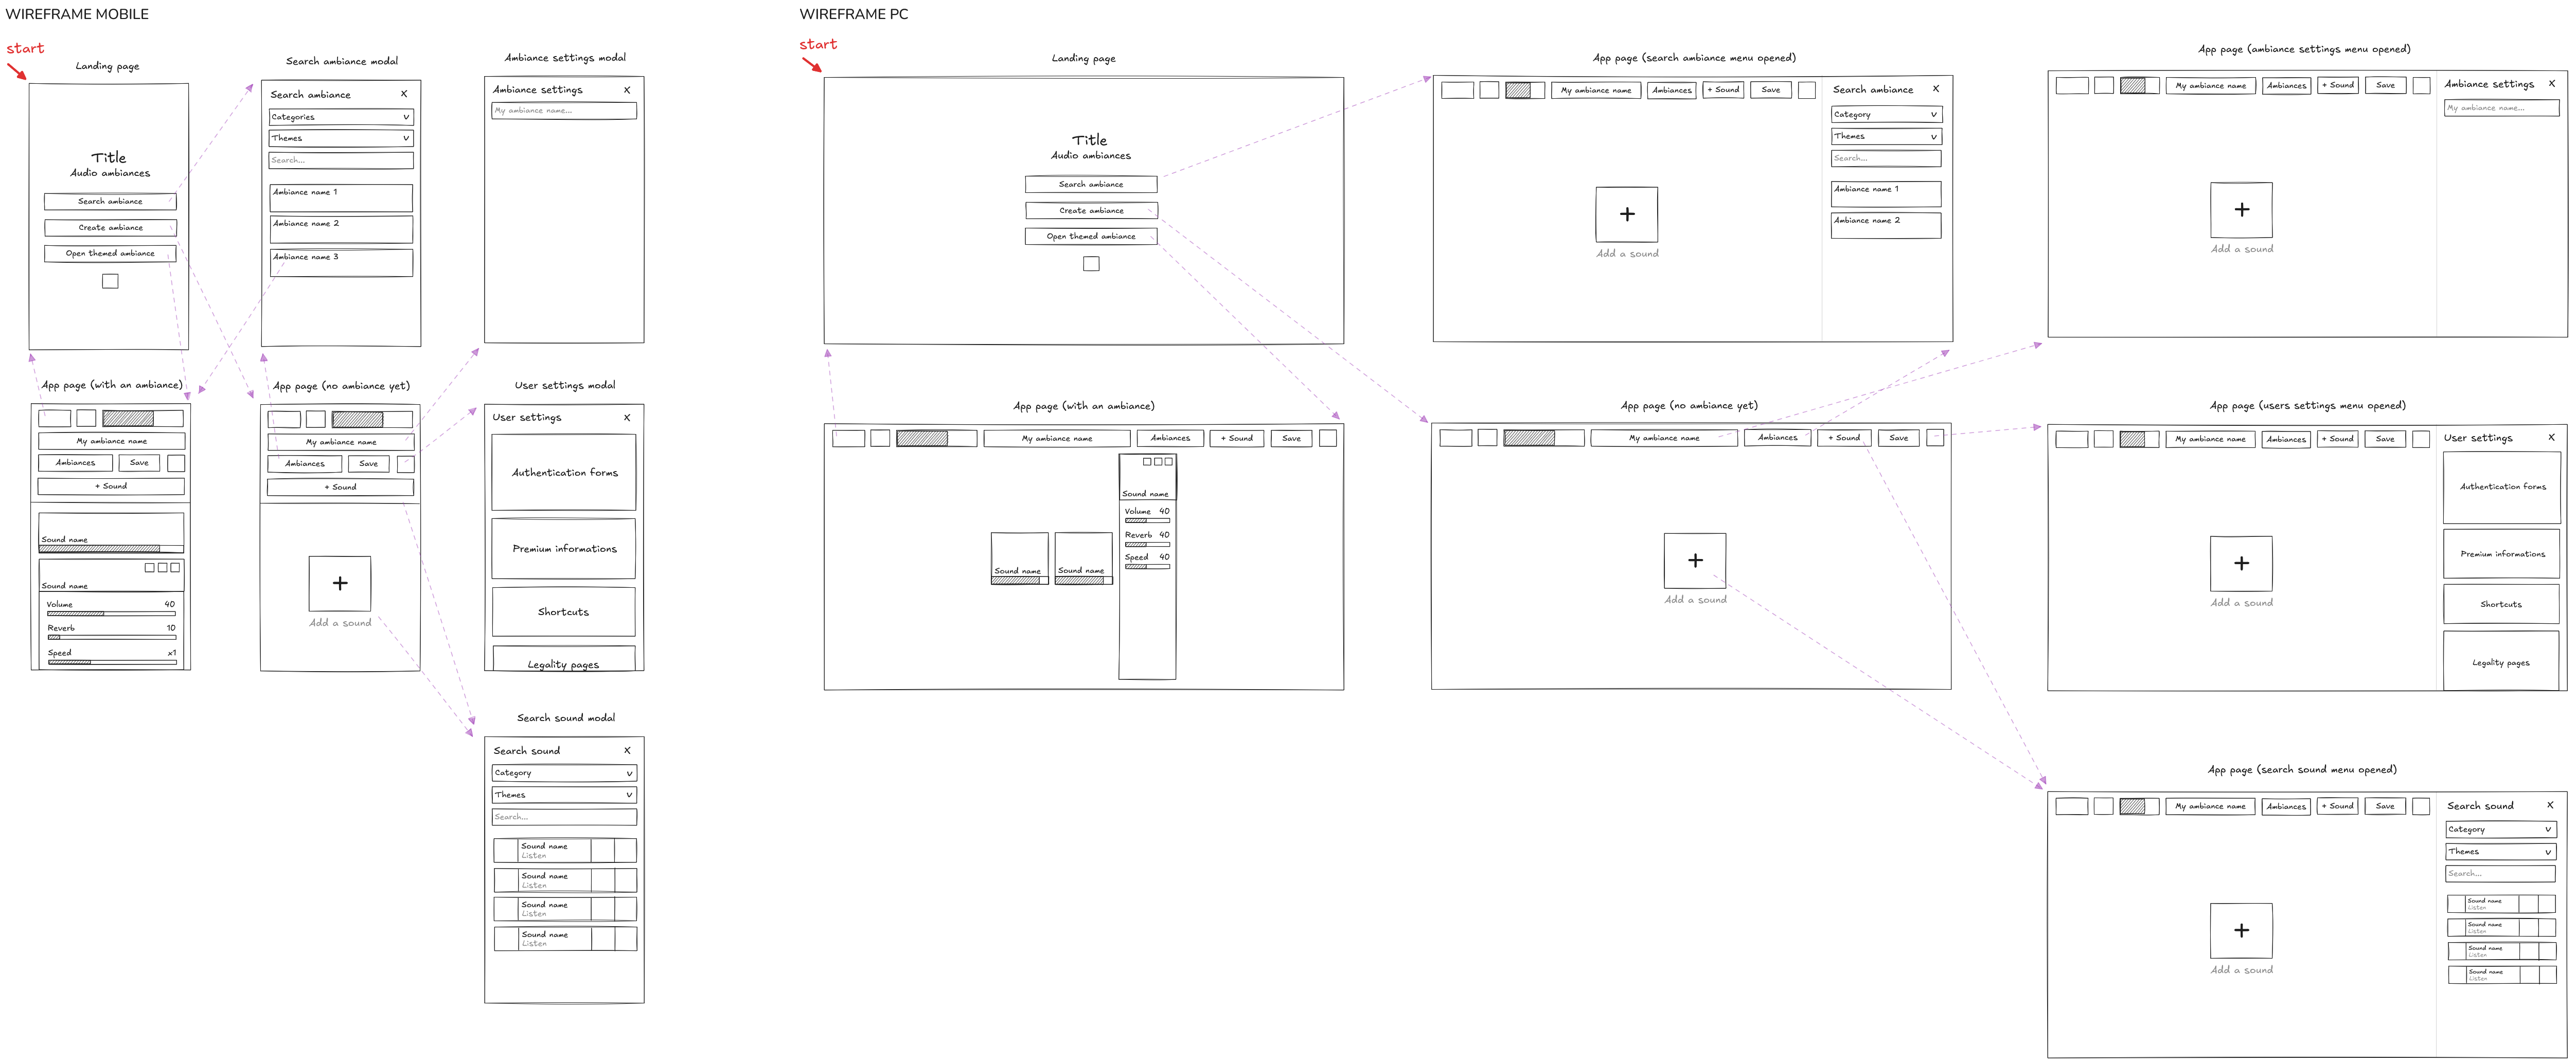 WIREFRAME MOBILE
start
Landing page
Title
Audio ambiances
Search ambiance
Create ambiance
Open themed ambiance
Search ambiance modal
Search ambiance X
Categories v
Themes v
Search...
Ambiance name 1
Ambiance name 2
Ambiance name 3
Ambiance settings modal
Ambiance settings X
My ambiance name...
App page (with an ambiance)
My ambiance name
Ambiances Save
+ Sound
Sound name
Sound name
Volume 40
Reverb 10
Speed x1
App page (no ambiance yet)
My ambiance name
Ambiances Save
+ Sound
+
Add a sound
User settings modal
User settings X
Authentication forms
Premium informations
Shortcuts
Legality pages
Search sound modal
Search sound X
Category v
Themes v
Search...
Sound name
Listen
Sound name
Listen
Sound name
Listen
Sound name
Listen
WIREFRAME PC
start
Landing page
Title
Audio ambiances
Search ambiance
Create ambiance
Open themed ambiance
App page (search ambiance menu opened)
My ambiance name Ambiances + Sound Save
Search ambiance X
Category v
Themes v
Search...
Ambiance name 1
Ambiance name 2
+
Add a sound
App page (ambiance settings menu opened)
My ambiance name Ambiances + Sound Save
Ambiance settings X
My ambiance name...
+
Add a sound
App page (with an ambiance)
My ambiance name Ambiances + Sound Save
Sound name
Sound name
Sound name
Volume 40
Reverb 40
Speed 40
App page (no ambiance yet)
My ambiance name Ambiances + Sound Save
+
Add a sound
App page (users settings menu opened)
My ambiance name Ambiances + Sound Save
User settings X
Authentication forms
Premium informations
Shortcuts
Legality pages
+
Add a sound
App page (search sound menu opened)
My ambiance name Ambiances + Sound Save
Search sound X
Category v
Themes v
Search...
Sound name
Listen
Sound name
Listen
Sound name
Listen
Sound name
Listen
+
Add a sound